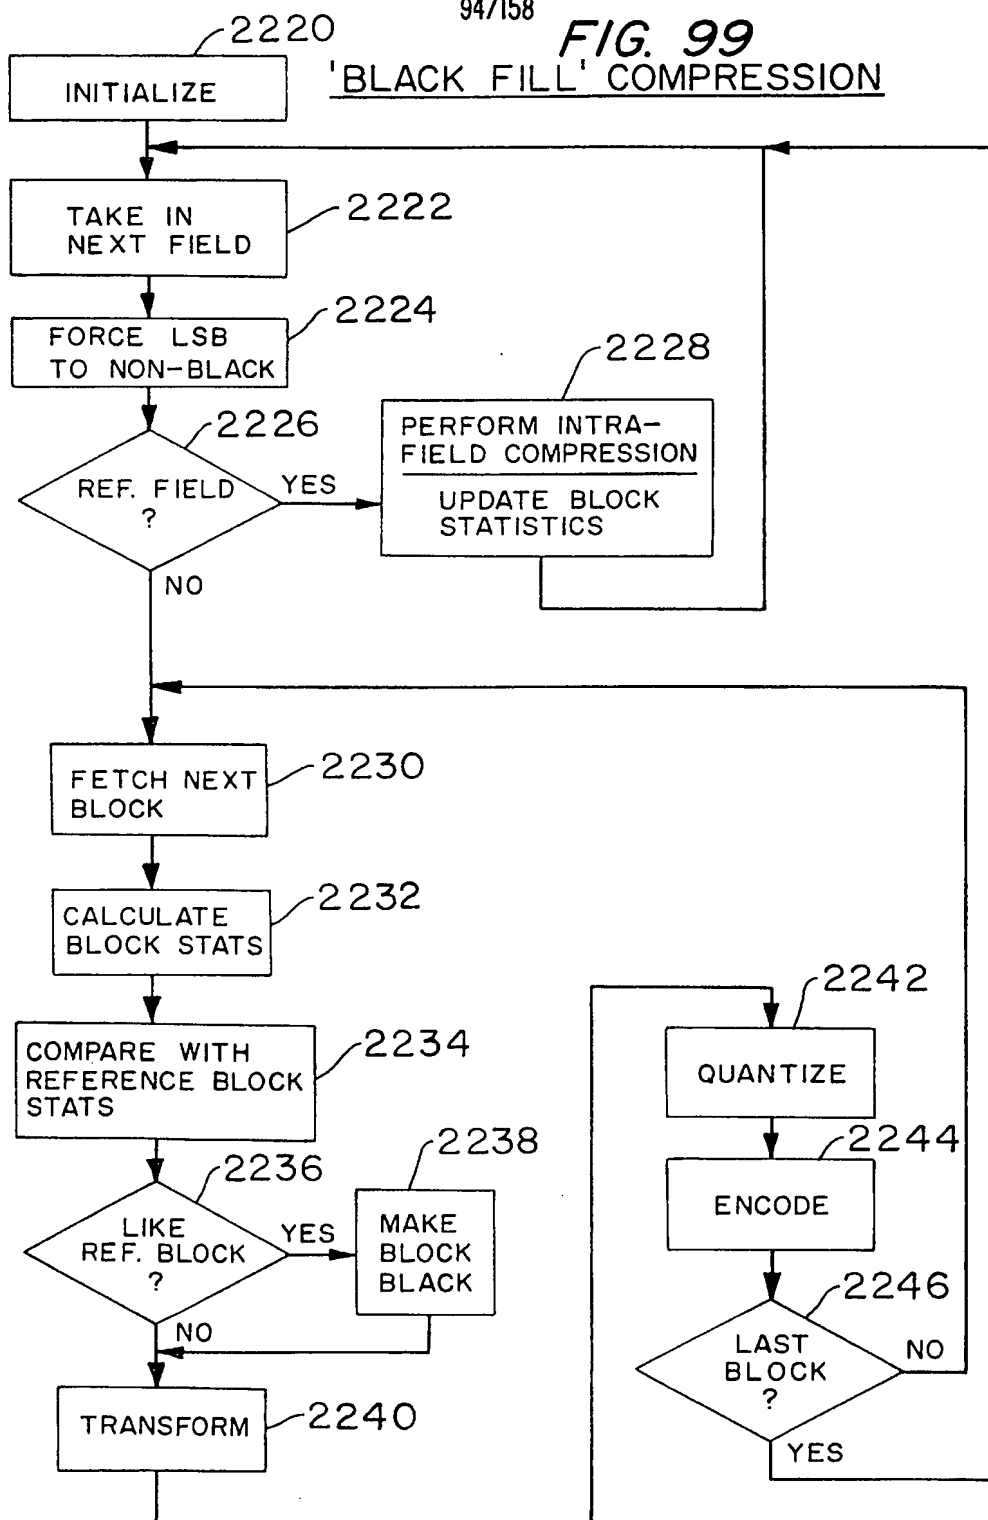 947158
FIG. 99
'BLACK FILL' COMPRESSION
2220
INITIALIZE
2222
TAKE IN
NEXT FIELD
2224
FORCE LSB
TO NON-BLACK
2226
REF. FIELD
?
YES
NO
2228
PERFORM INTRA-
FIELD COMPRESSION
UPDATE BLOCK
STATISTICS
2230
FETCH NEXT
BLOCK
2232
CALCULATE
BLOCK STATS
2234
COMPARE WITH
REFERENCE BLOCK
STATS
2236
LIKE
REF. BLOCK
?
YES
NO
2238
MAKE
BLOCK
BLACK
2240
TRANSFORM
2242
QUANTIZE
2244
ENCODE
2246
LAST
BLOCK
?
NO
YES